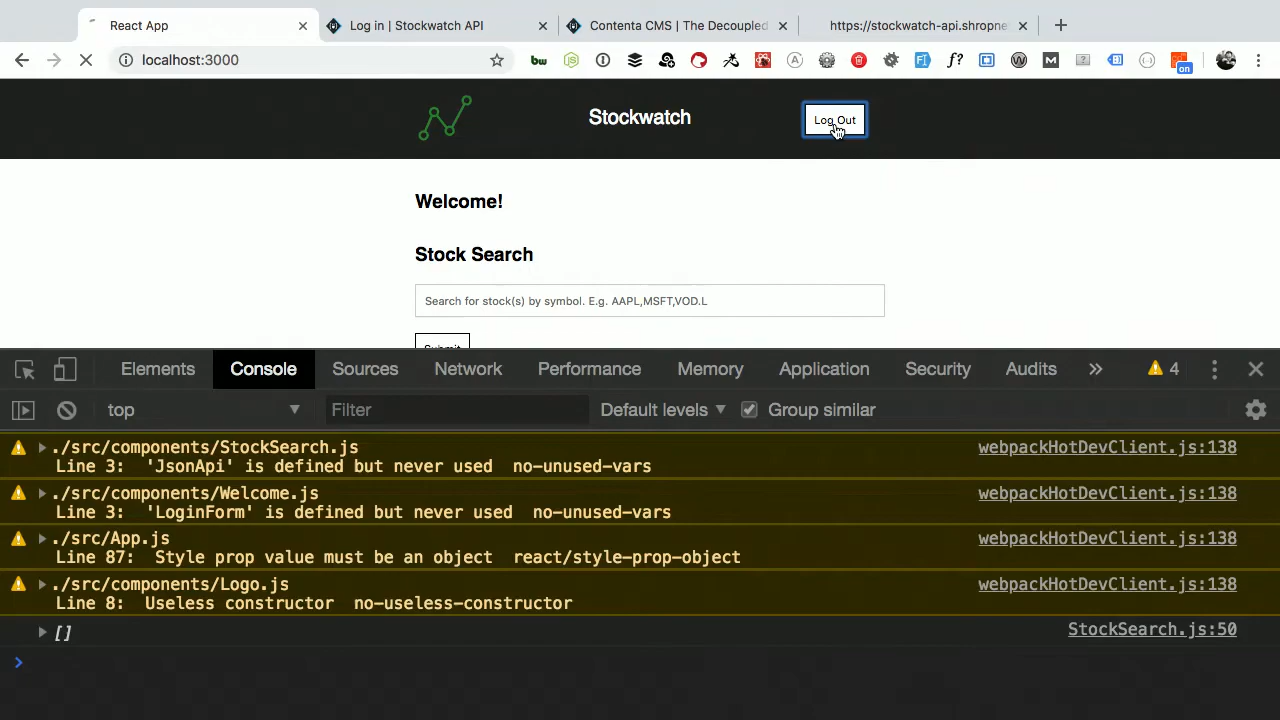 React App
Log in | Stockwatch API
Contenta CMS | The Decoupled
https://stockwatch-api.shropne
localhost:3000
on
Stockwatch
Log Out
Welcome!
Stock Search
Search for stock(s) by symbol. E.g. AAPL,MSFT,VOD.L
Submit
Elements Console Sources Network Performance Memory Application Security Audits » 4
top Filter Default levels Group similar
./src/components/StockSearch.js webpackHotDevClient.js:138
Line 3: 'JsonApi' is defined but never used no-unused-vars
./src/components/Welcome.js webpackHotDevClient.js:138
Line 3: 'LoginForm' is defined but never used no-unused-vars
./src/App.js webpackHotDevClient.js:138
Line 87: Style prop value must be an object react/style-prop-object
./src/components/Logo.js webpackHotDevClient.js:138
Line 8: Useless constructor no-useless-constructor
[] StockSearch.js:50